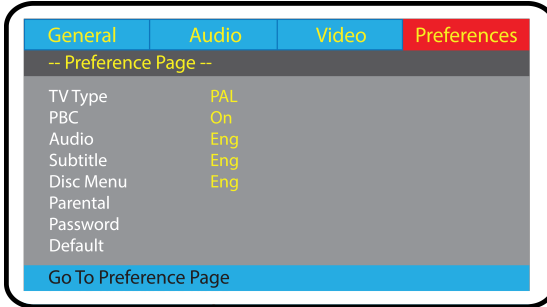 General Audio Video Preferences
-- Preference Page --
TV Type PAL
PBC On
Audio Eng
Subtitle Eng
Disc Menu Eng
Parental
Password
Default
Go To Preference Page